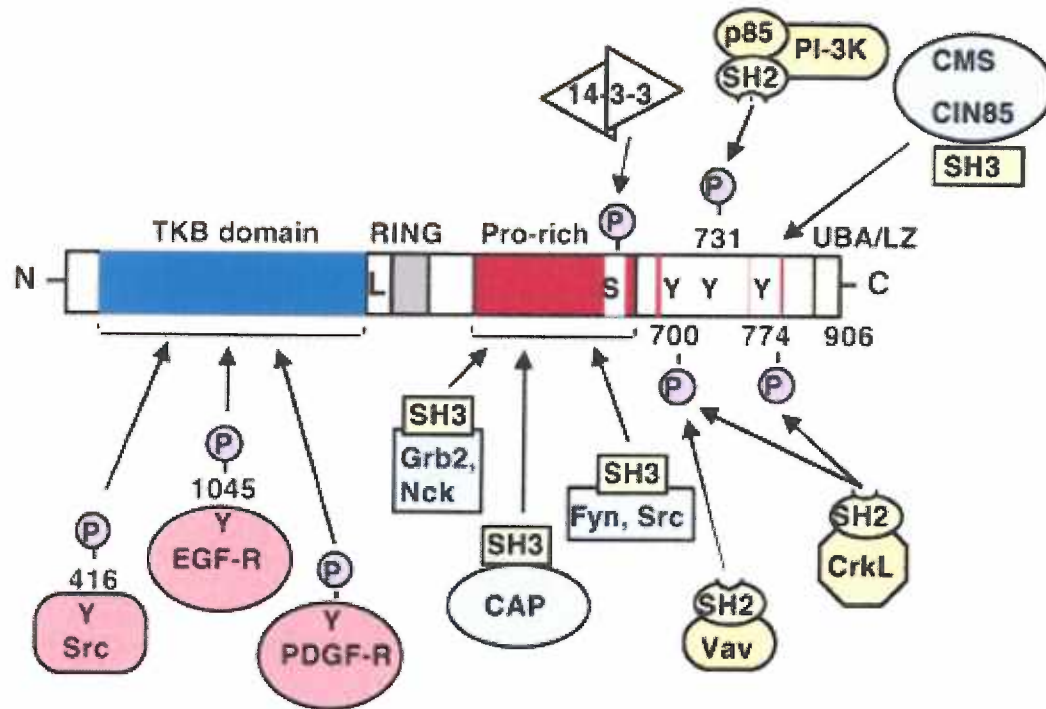 p85
PI-3K
SH2
14-3-3
CMS
CIN85
SH3
P
P
TKB domain
RING
Pro-rich
731
UBA/LZ
N
L
S
Y
Y
Y
C
700
774
906
P
P
SH3
Grb2,
Nck
SH3
Fyn, Src
SH3
CAP
P
1045
Y
EGF-R
P
416
Y
Src
P
Y
PDGF-R
SH2
Vav
SH2
CrkL